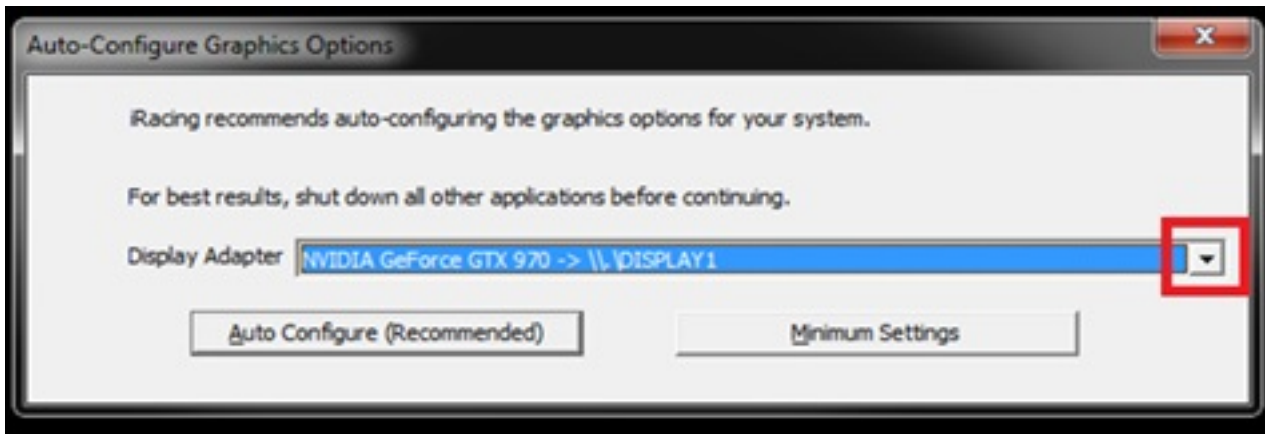 Auto-Configure Graphics Options
iRacing recommends auto-configuring the graphics options for your system.
For best results, shut down all other applications before continuing.
Display Adapter NVIDIA GeForce GTX 970 -> \\.\DISPLAY1
Auto Configure (Recommended) Minimum Settings